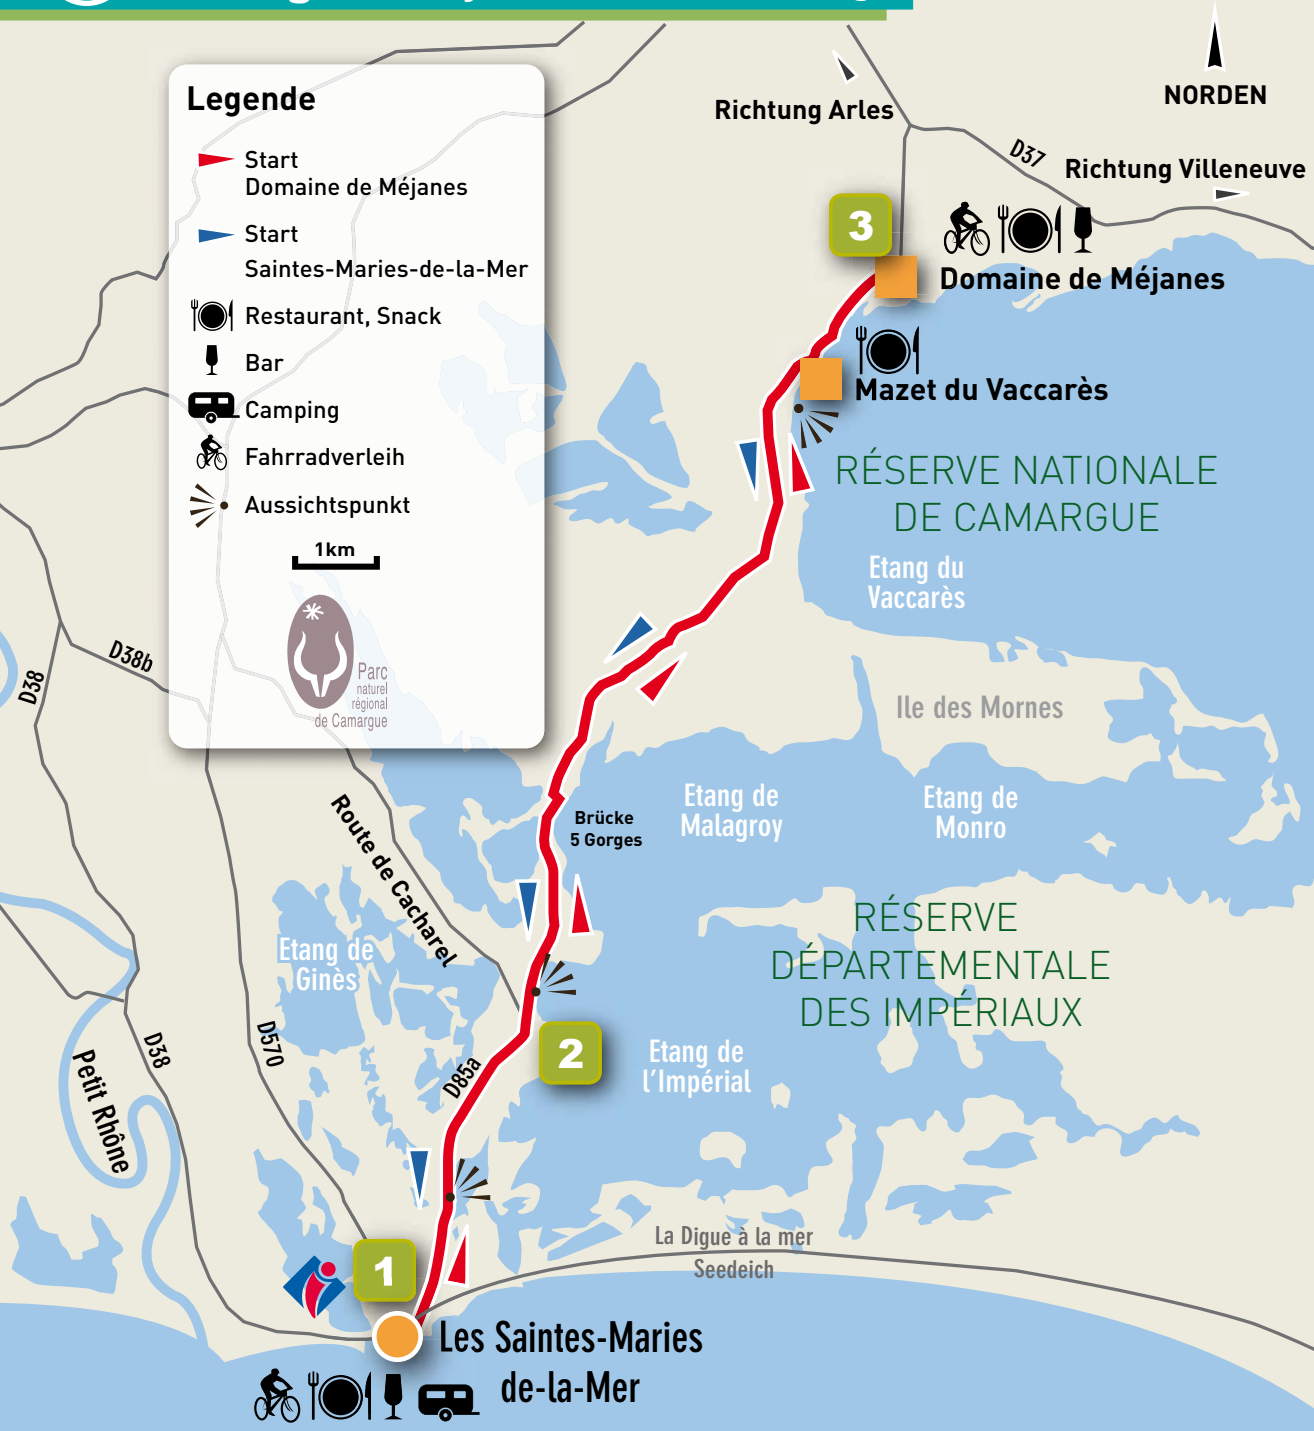 Richtung Arles
NORDEN
D37
Richtung Villeneuve
Legende
Start
Domaine de Méjanes
Start
Saintes-Maries-de-la-Mer
Restaurant, Snack
Bar
Camping
Fahrradverleih
Aussichtspunkt
1km
Parc
naturel
régional
de Camargue
3
Domaine de Méjanes
Mazet du Vaccarès
RÉSERVE NATIONALE
DE CAMARGUE
Etang du
Vaccarès
D38b
D38
Ile des Mornes
Route de Cacharel
Etang de
Malagroy
Etang de
Monro
Brücke
5 Gorges
RÉSERVE
DÉPARTEMENTALE
DES IMPÉRIAUX
Etang de
Ginès
D38
D570
Petit Rhône
D85a
2
Etang de
l'Impérial
La Digue à la mer
Seedeich
1
Les Saintes-Maries
de-la-Mer